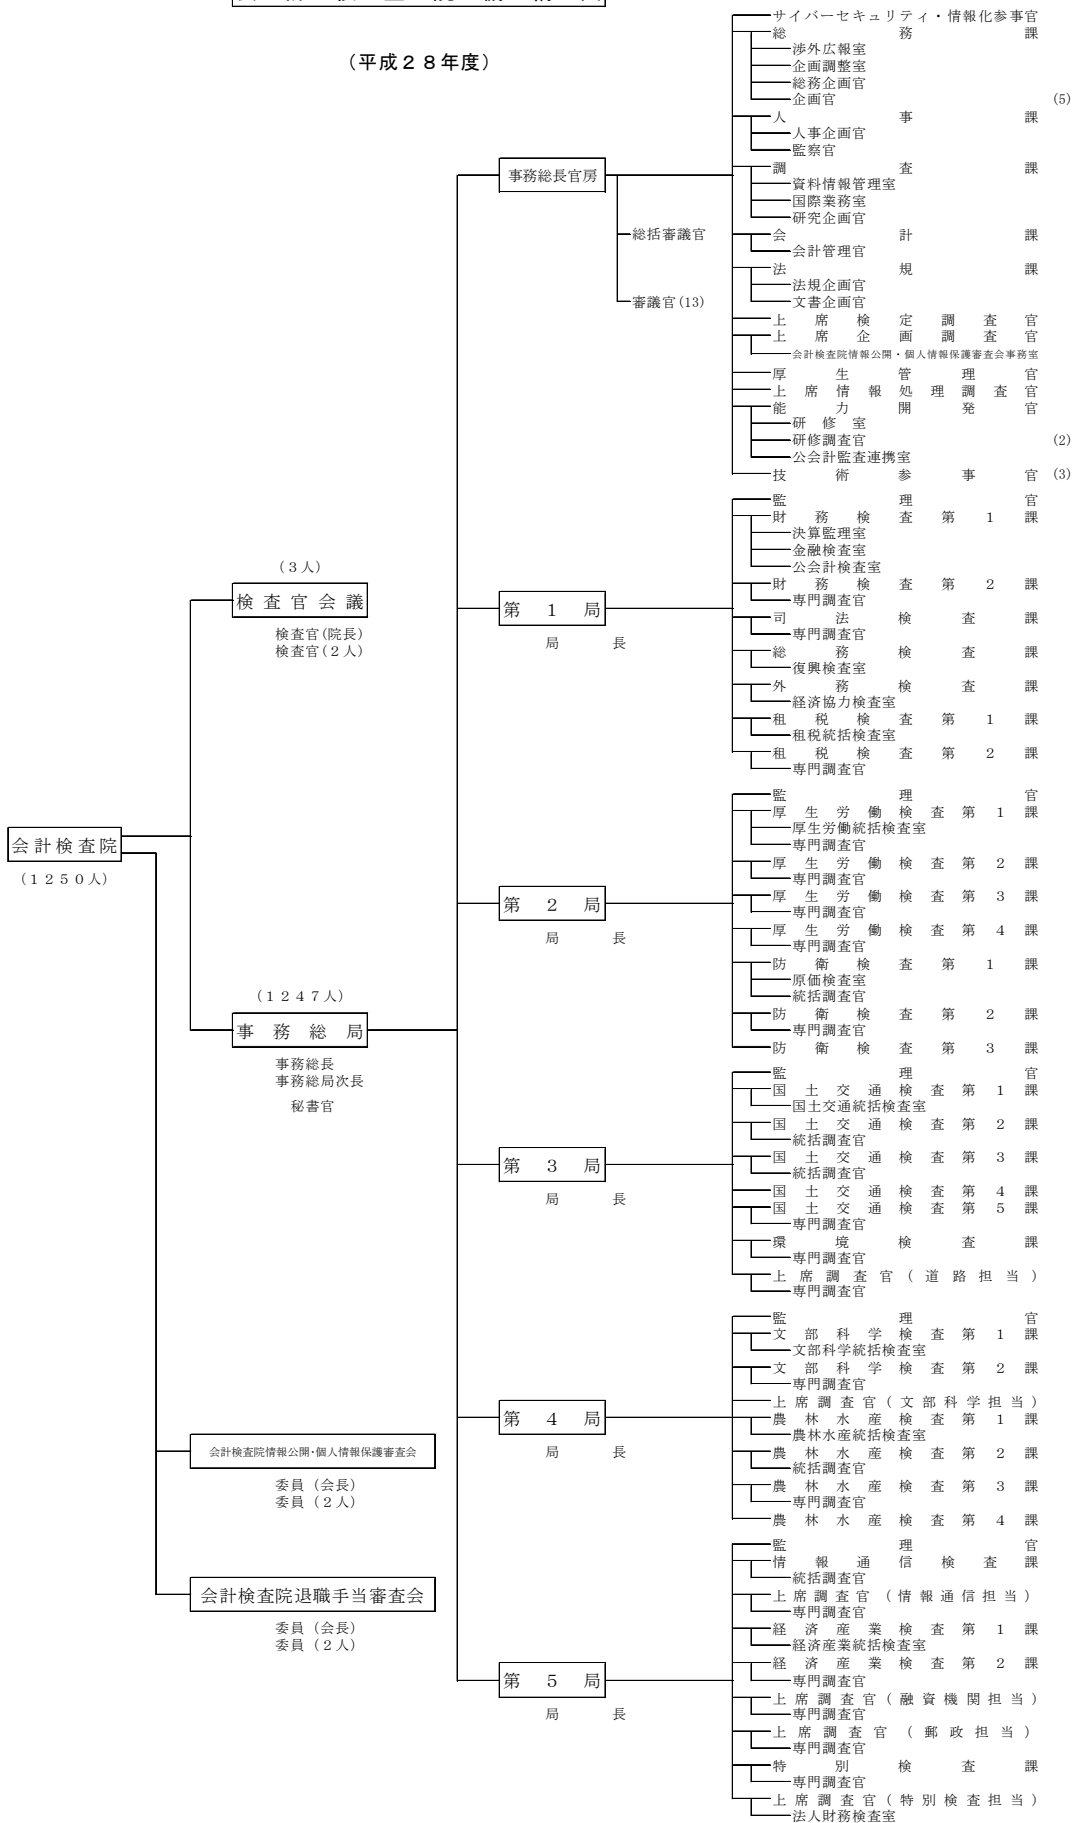 (平成28年度)
サイバーセキュリティ・情報化参事官
総務課
渉外広報室
企画調整室
総務企画官
企画官 (5)
人事課
人事企画官
監察官
調査課
資料情報管理室
国際業務室
研究企画官
会計課
会計管理官
法規課
法規企画官
文書企画官
上席検定調査官
上席企画調査官
会計検査院情報公開・個人情報保護審査会事務室
厚生管理官
上席情報処理調査官
能力開発官
研修室
研修調査官 (2)
公会計監査連携室
技術参事官 (3)
事務総長官房
総括審議官
審議官(13)
監理官
財務検査第1課
決算監理室
金融検査室
公会計検査室
財務検査第2課
専門調査官
司法検査課
専門調査官
総務検査課
復興検査室
外務検査課
経済協力検査室
租税検査第1課
租税統括検査室
租税検査第2課
専門調査官
第1局
局長
(3人)
検査官会議
検査官(院長)
検査官(2人)
会計検査院
(1250人)
監理官
厚生労働検査第1課
厚生労働統括検査室
専門調査官
厚生労働検査第2課
専門調査官
厚生労働検査第3課
専門調査官
厚生労働検査第4課
専門調査官
防衛検査第1課
原価検査室
統括調査官
防衛検査第2課
専門調査官
防衛検査第3課
第2局
局長
(1247人)
事務総局
事務総長
事務総局次長
秘書官
監理官
国土交通検査第1課
国土交通統括検査室
国土交通検査第2課
統括調査官
国土交通検査第3課
統括調査官
国土交通検査第4課
国土交通検査第5課
専門調査官
環境検査課
専門調査官
上席調査官(道路担当)
専門調査官
第3局
局長
監理官
文部科学検査第1課
文部科学統括検査室
文部科学検査第2課
専門調査官
上席調査官(文部科学担当)
農林水産検査第1課
農林水産統括検査室
農林水産検査第2課
統括調査官
農林水産検査第3課
専門調査官
農林水産検査第4課
第4局
局長
会計検査院情報公開・個人情報保護審査会
委員(会長)
委員(2人)
会計検査院退職手当審査会
委員(会長)
委員(2人)
監理官
情報通信検査課
統括調査官
上席調査官(情報通信担当)
専門調査官
経済産業検査第1課
経済産業統括検査室
経済産業検査第2課
専門調査官
上席調査官(融資機関担当)
専門調査官
上席調査官(郵政担当)
専門調査官
特別検査課
専門調査官
上席調査官(特別検査担当)
法人財務検査室
第5局
局長